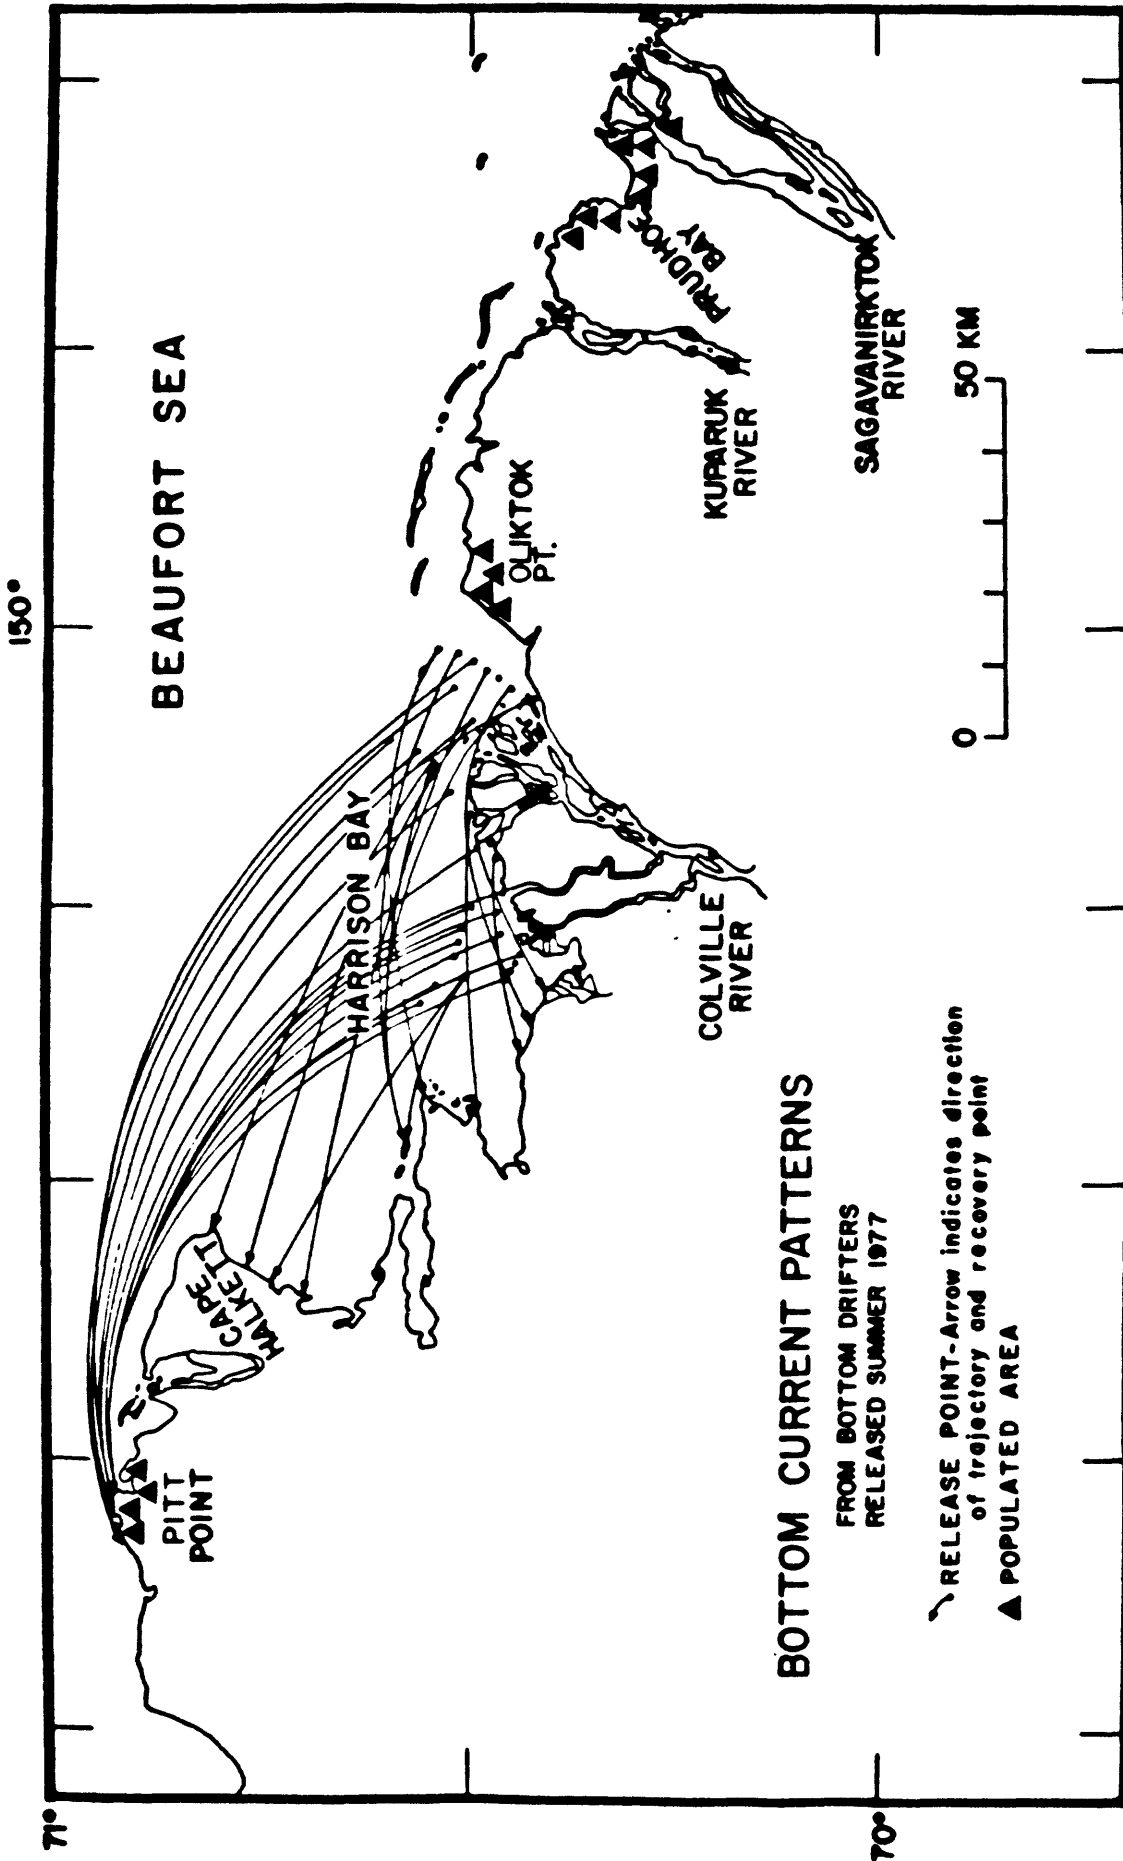 150°
71°
70°
BEAUFORT SEA
HARRISON BAY
CAPE
HALKETT
PITT
POINT
OLIKTOK
PT.
PRUDHOE
BAY
KUPARUK
RIVER
SAGAVANIRKTOK
RIVER
COLVILLE
RIVER
0
50 KM
BOTTOM CURRENT PATTERNS
FROM BOTTOM DRIFTERS
RELEASED SUMMER 1977
RELEASE POINT-Arrow indicates direction
of trajectory and recovery point
▲ POPULATED AREA